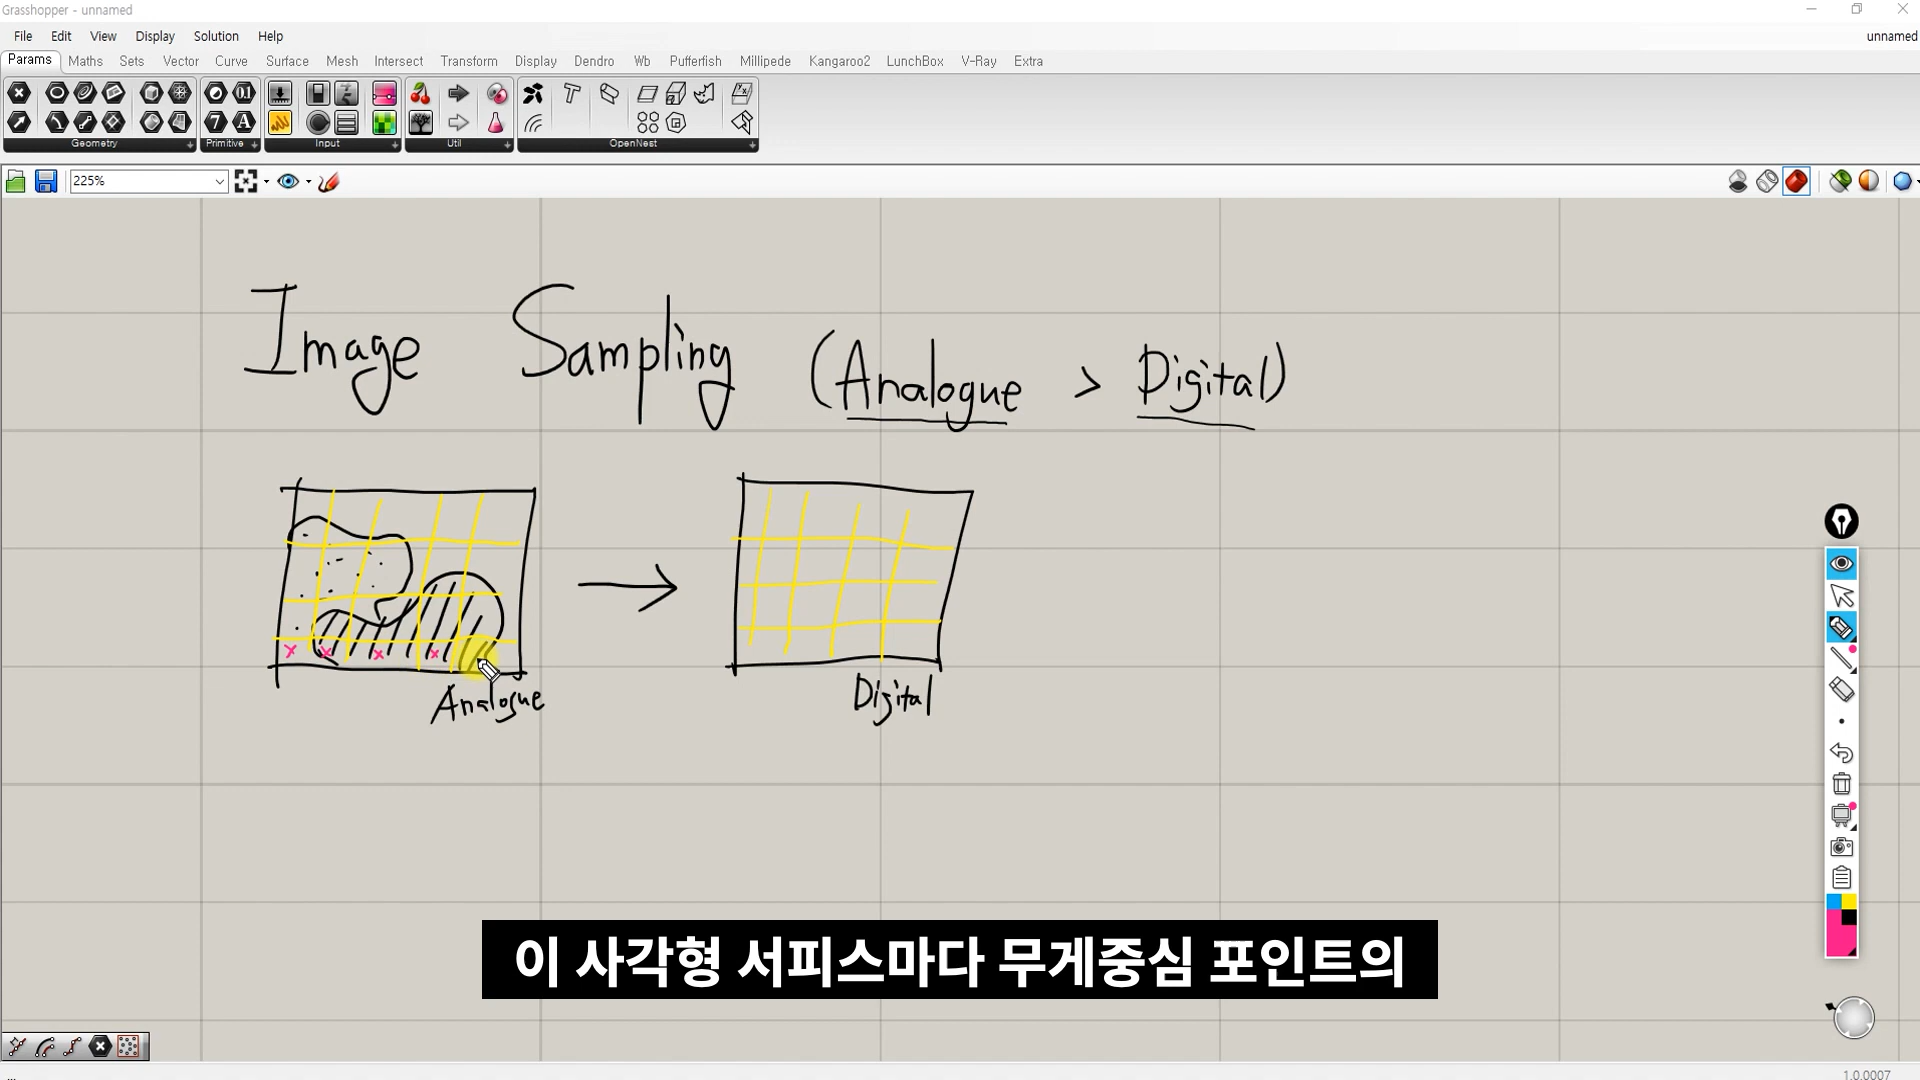 Grasshopper - unnamed
File Edit View Display Solution Help
unnamed
Params Maths Sets Vector Curve Surface Mesh Intersect Transform Display Dendro Wb Pufferfish Millipede Kangaroo2 LunchBox V-Ray Extra
Geometry Primitive Input Util OpenNest
225%
Image Sampling (Analogue > Digital)
Analogue
Digital
이 사각형 서피스마다 무게중심 포인트의
1.0.0007